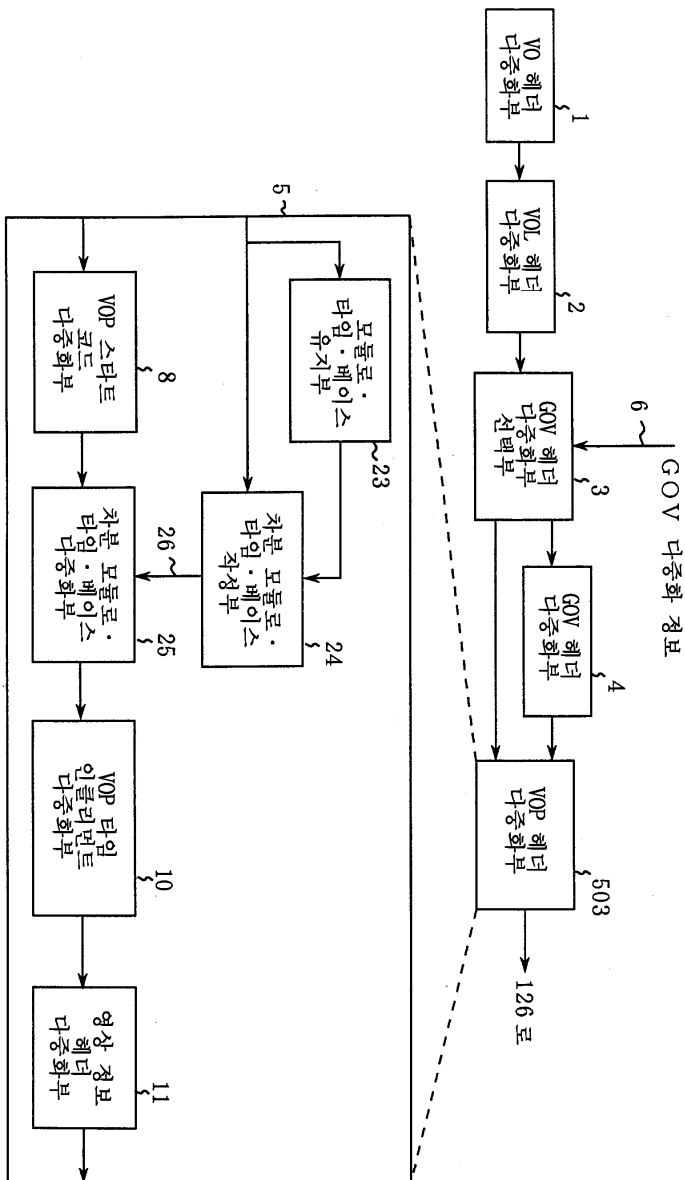 GOV 다중화 정보
6
VO 헤더
다중화부
1
VOL 헤더
다중화부
2
GOV 헤더
다중화부
선택부
3
GOV 헤더
다중화부
4
VOP 헤더
다중화부
503
126 로
5
모듈로·
타임·베이스
유지부
23
차분 모듈로·
타임·베이스
작성부
24
26
VOP 스타트
코드
다중화부
8
차분 모듈로·
타임·베이스
다중화부
25
VOP 타임
인클리먼트
다중화부
10
영상 정보
헤더
다중화부
11